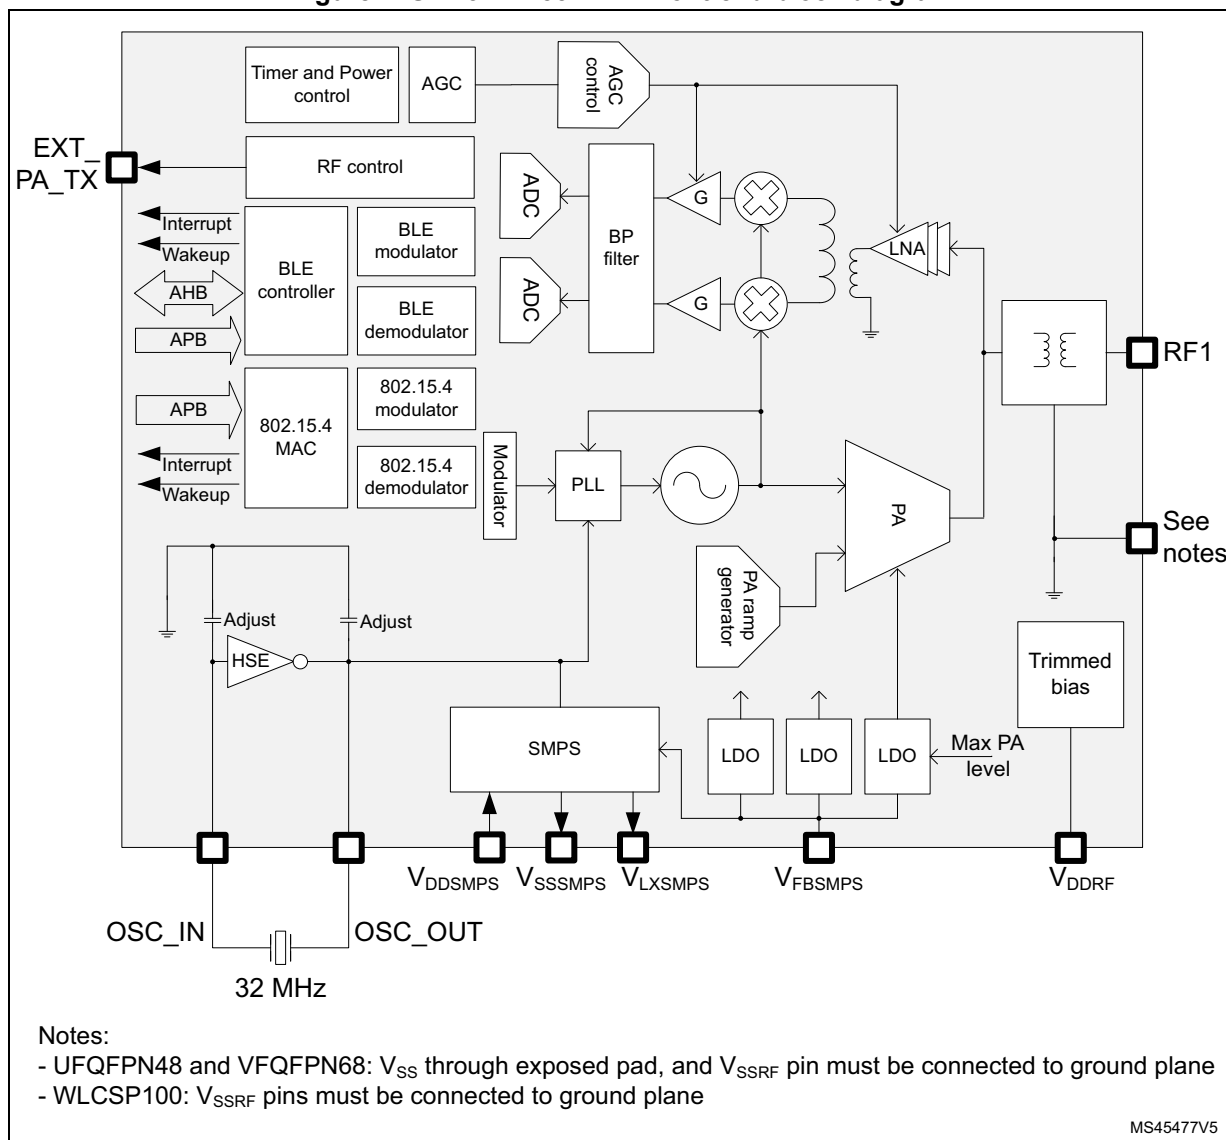 Timer and Power
control
AGC
AGC
control
EXT_
PA_TX
RF control
ADC
ADC
BP
filter
G
G
LNA
Interrupt
Wakeup
AHB
APB
BLE
controller
BLE
modulator
BLE
demodulator
RF1
APB
Interrupt
Wakeup
802.15.4
MAC
802.15.4
modulator
802.15.4
demodulator
Modulator
PLL
PA
See
notes
PA ramp
generator
Adjust
Adjust
HSE
Trimmed
bias
SMPS
LDO
LDO
LDO
Max PA
level
VDDSMPS
VSSSMPS
VLXSMPS
VFBSMPS
VDDRF
OSC_IN
OSC_OUT
32 MHz
Notes:
- UFQFPN48 and VFQFPN68: VSS through exposed pad, and VSSRF pin must be connected to ground plane
- WLCSP100: VSSRF pins must be connected to ground plane
MS45477V5